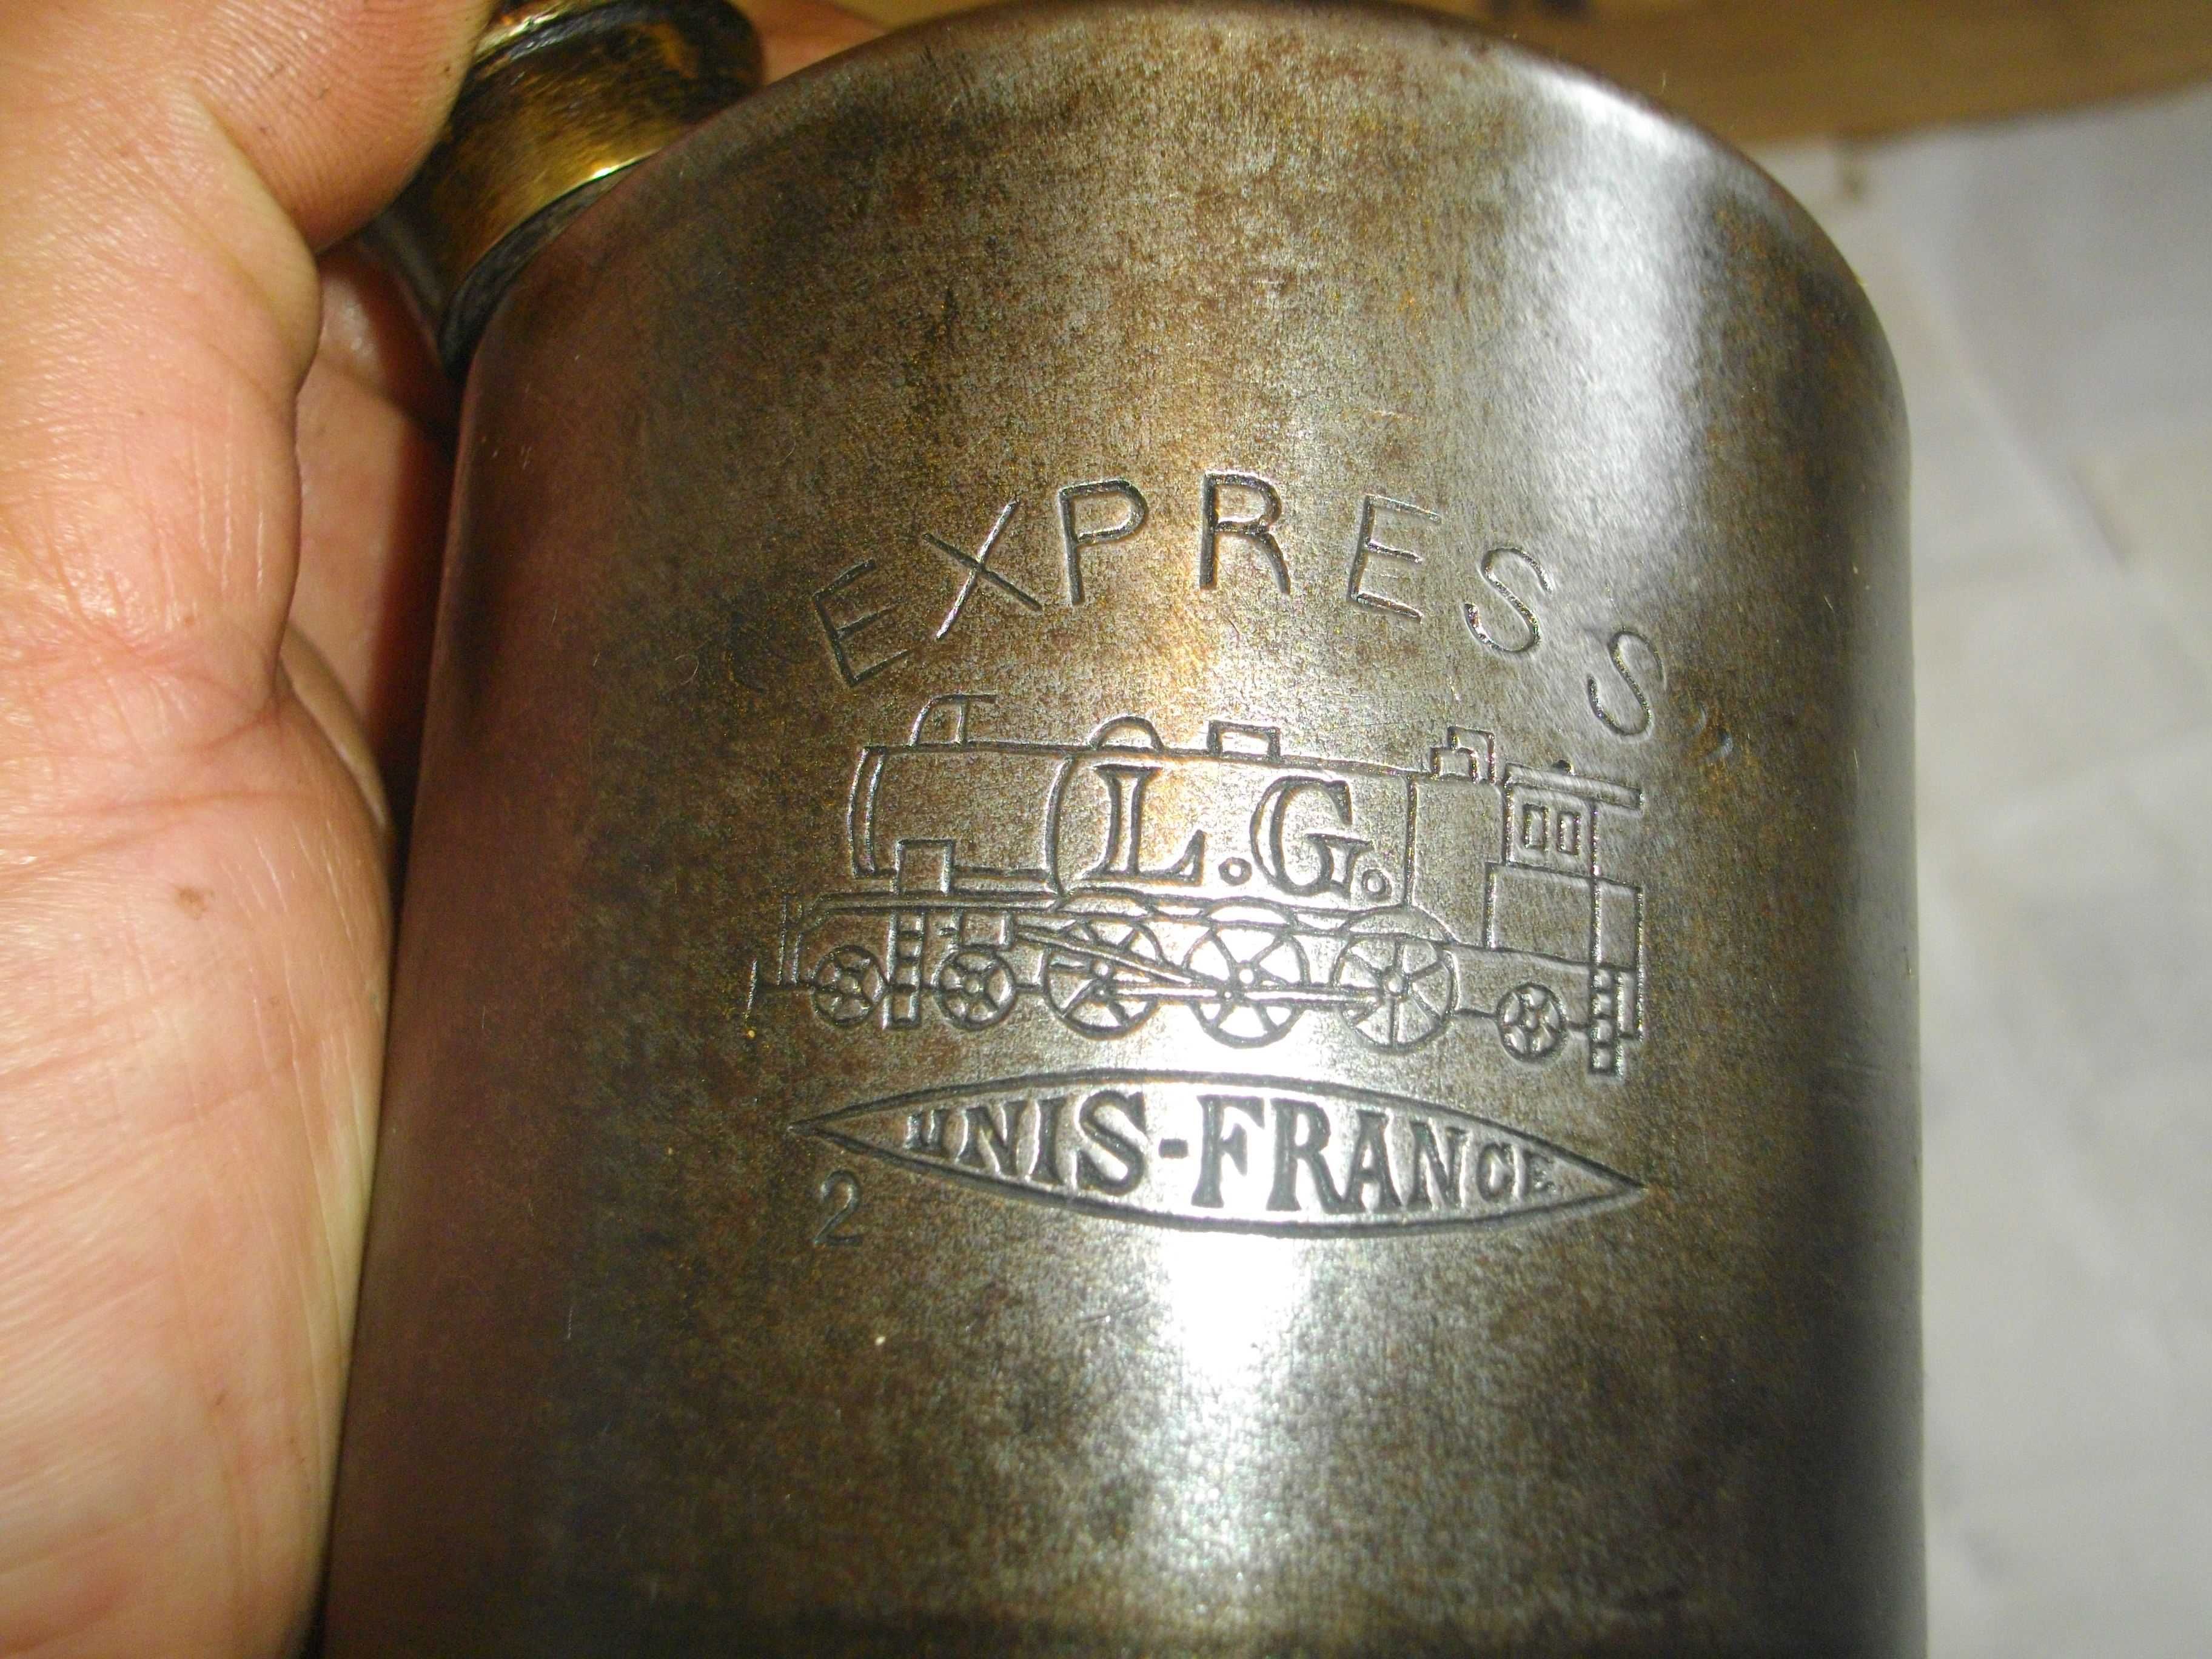 "EXPRESS"
L.G.
UNIS-FRANCE
2